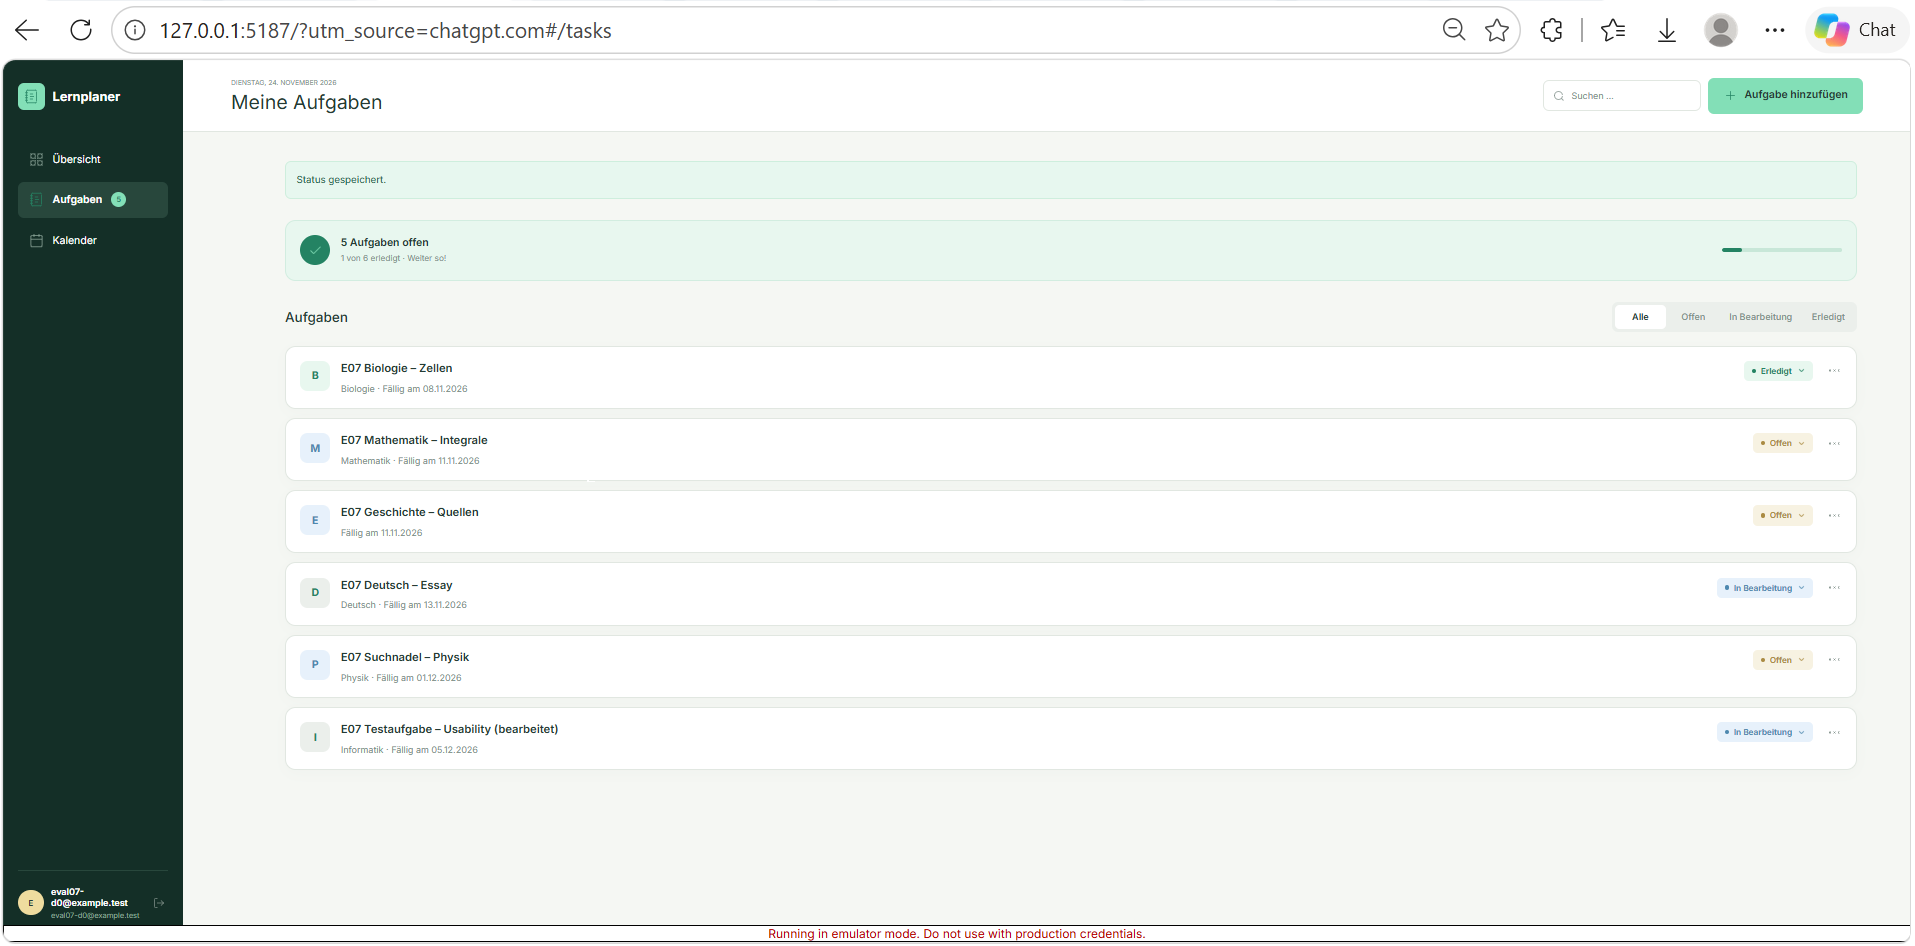 127.0.0.1:5187/?utm_source=chatgpt.com#/tasks
Chat
Lernplaner
Übersicht
Aufgaben 5
Kalender
eval07-
d0@example.test
eval07-d0@example.test
E
DIENSTAG, 24. NOVEMBER 2026
Meine Aufgaben
Suchen ...
+ Aufgabe hinzufügen
Status gespeichert.
5 Aufgaben offen
1 von 6 erledigt · Weiter so!
Aufgaben
Alle Offen In Bearbeitung Erledigt
B
E07 Biologie – Zellen
Biologie · Fällig am 08.11.2026
Erledigt
M
E07 Mathematik – Integrale
Mathematik · Fällig am 11.11.2026
Offen
E
E07 Geschichte – Quellen
Fällig am 11.11.2026
Offen
D
E07 Deutsch – Essay
Deutsch · Fällig am 13.11.2026
In Bearbeitung
P
E07 Suchnadel – Physik
Physik · Fällig am 01.12.2026
Offen
I
E07 Testaufgabe – Usability (bearbeitet)
Informatik · Fällig am 05.12.2026
In Bearbeitung
Running in emulator mode. Do not use with production credentials.